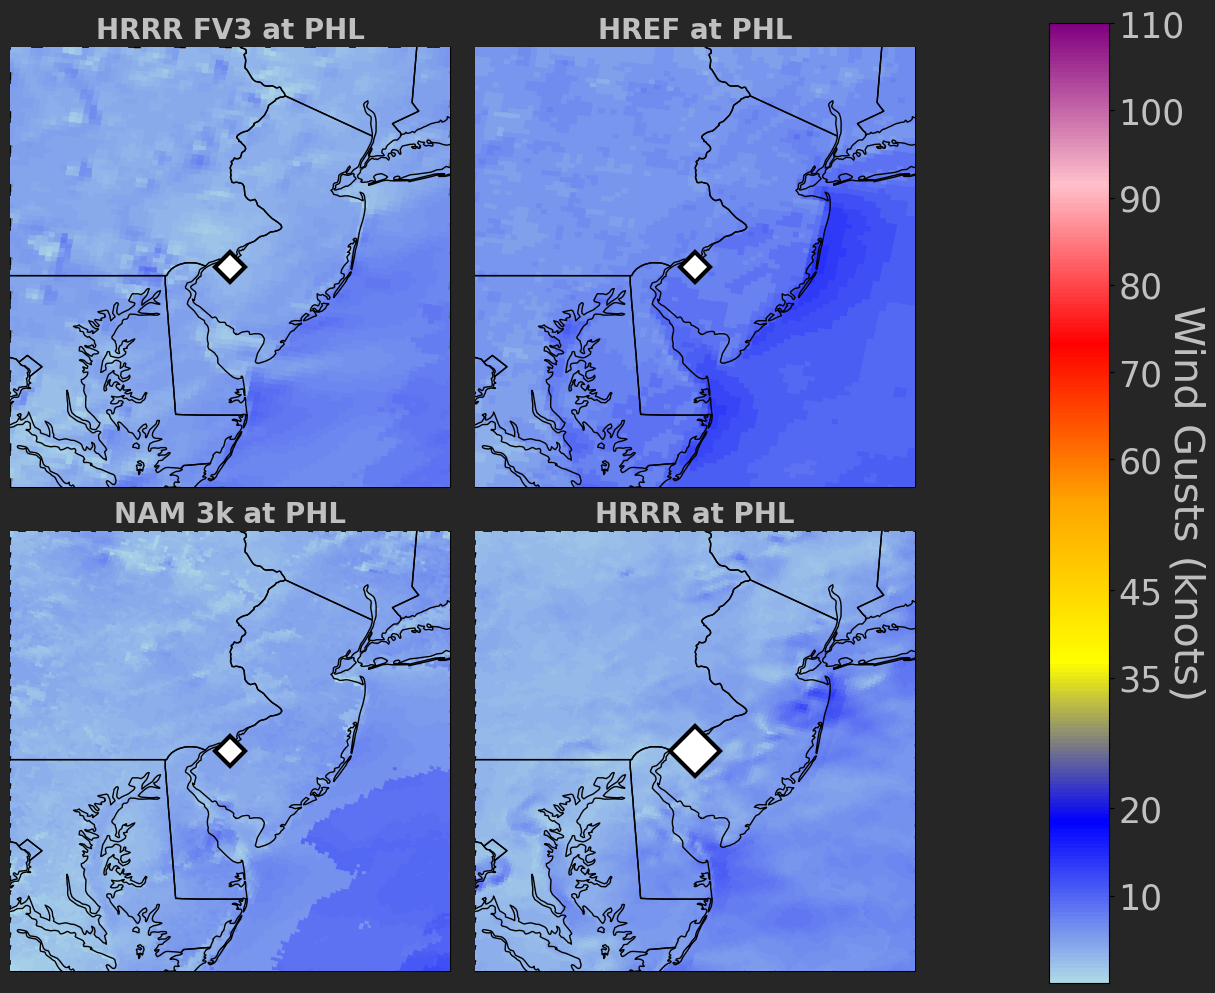 HRRR FV3 at PHL
HREF at PHL
NAM 3k at PHL
HRRR at PHL
110
100
90
80
70
60
45
35
20
10
Wind Gusts (knots)